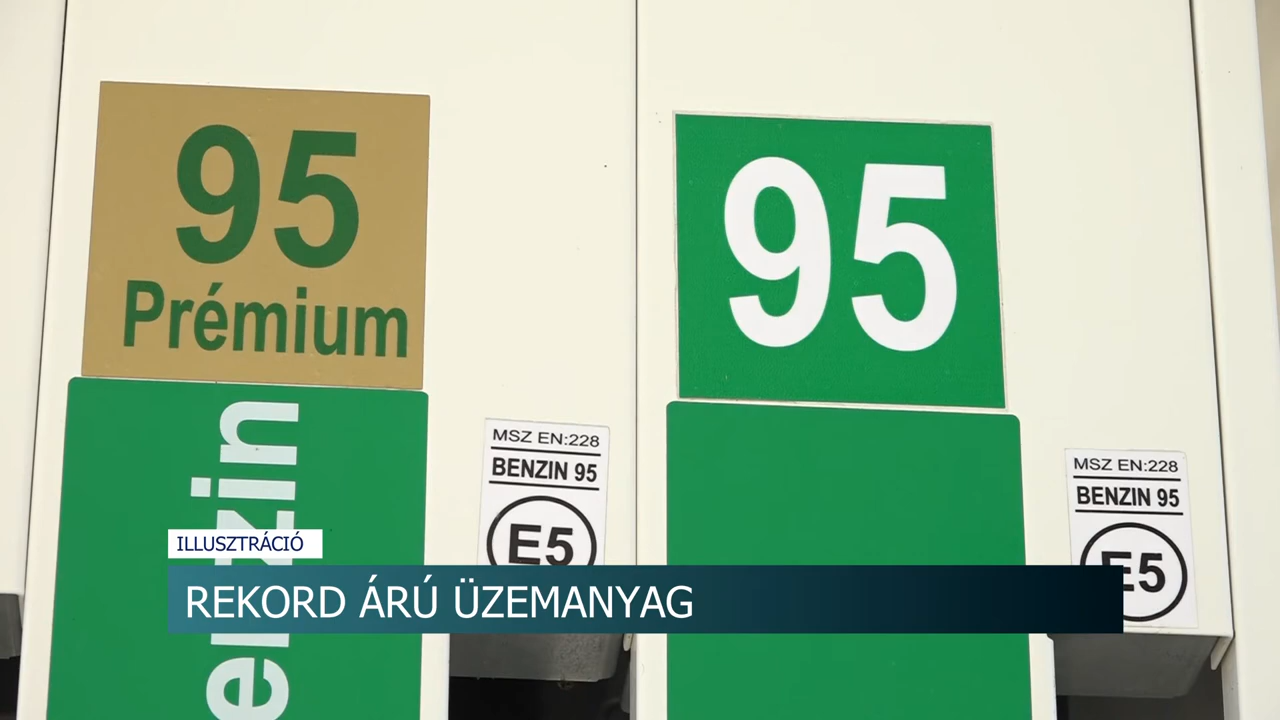 95
Prémium
95
enzin
MSZ EN:228
BENZIN 95
E5
MSZ EN:228
BENZIN 95
E5
ILLUSZTRÁCIÓ
REKORD ÁRÚ ÜZEMANYAG